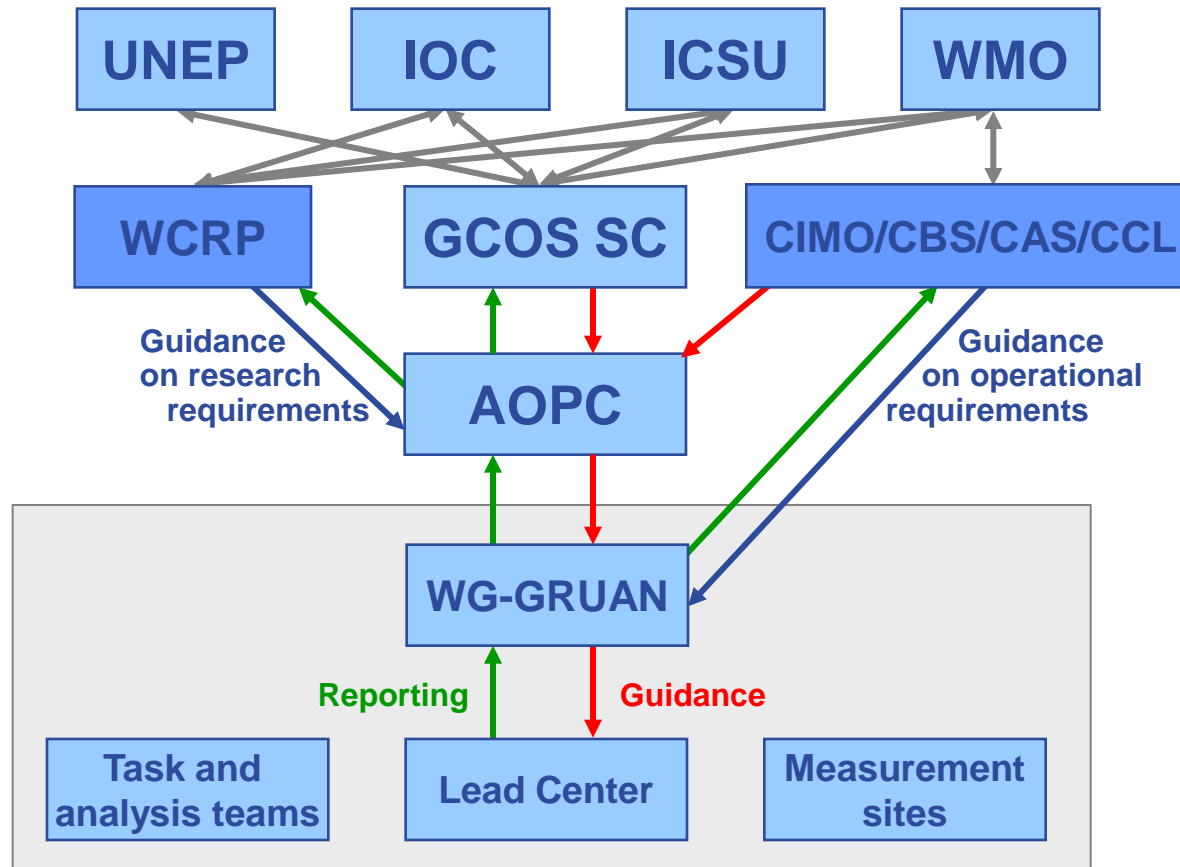 UNEP
IOC
ICSU
WMO
WCRP
GCOS SC
CIMO/CBS/CAS/CCL
Guidance
on research
requirements
Guidance
on operational
requirements
AOPC
WG-GRUAN
Reporting
Guidance
Task and
analysis teams
Lead Center
Measurement
sites